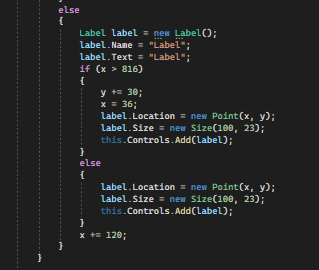 else
{
Label label = new Label();
label.Name = "Label";
label.Text = "Label";
if (x > 816)
{
y += 30;
x = 36;
label.Location = new Point(x, y);
label.Size = new Size(100, 23);
this.Controls.Add(label);
}
else
{
label.Location = new Point(x, y);
label.Size = new Size(100, 23);
this.Controls.Add(label);
}
x += 120;
}
}